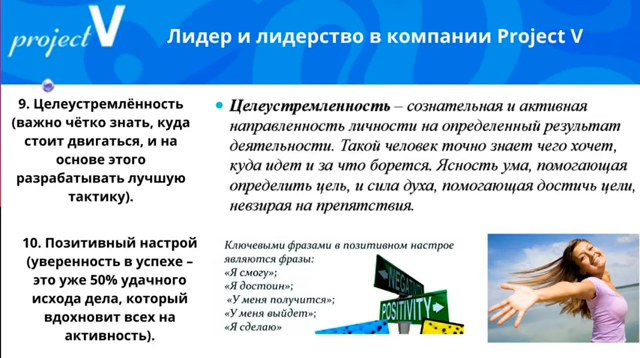 project V
Лидер и лидерство в компании Project V
9. Целеустремлённость
(важно чётко знать, куда
стоит двигаться, и на
основе этого
разрабатывать лучшую
тактику).
• Целеустремленность – сознательная и активная
направленность личности на определенный результат
деятельности. Такой человек точно знает чего хочет,
куда идет и за что борется. Ясность ума, помогающая
определить цель, и сила духа, помогающая достичь цели,
невзирая на препятствия.
10. Позитивный настрой
(уверенность в успехе –
это уже 50% удачного
исхода дела, который
вдохновит всех на
активность).
Ключевыми фразами в позитивном настрое
являются фразы:
«Я смогу»;
«Я достоин»;
«У меня получится»;
«У меня выйдет»;
«Я сделаю»
NEGATIVITY
POSITIVITY